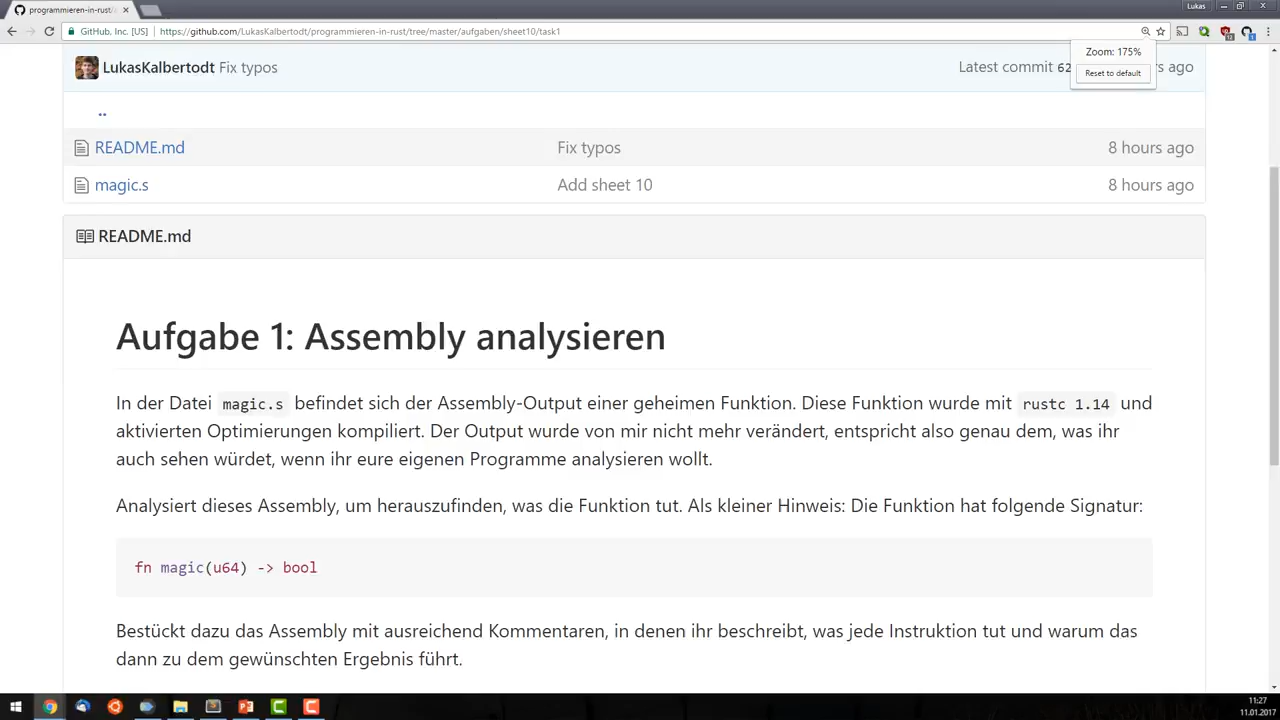 programmieren-in-rust/
Lukas
GitHub, Inc. [US]
https://github.com/LukasKalbertodt/programmieren-in-rust/tree/master/aufgaben/sheet10/task1
Zoom: 175%
Reset to default
LukasKalbertodt Fix typos
Latest commit 62 rs ago
..
README.md Fix typos 8 hours ago
magic.s Add sheet 10 8 hours ago
README.md
Aufgabe 1: Assembly analysieren
In der Datei magic.s befindet sich der Assembly-Output einer geheimen Funktion. Diese Funktion wurde mit rustc 1.14 und
aktivierten Optimierungen kompiliert. Der Output wurde von mir nicht mehr verändert, entspricht also genau dem, was ihr
auch sehen würdet, wenn ihr eure eigenen Programme analysieren wollt.
Analysiert dieses Assembly, um herauszufinden, was die Funktion tut. Als kleiner Hinweis: Die Funktion hat folgende Signatur:
fn magic(u64) -> bool
Bestückt dazu das Assembly mit ausreichend Kommentaren, in denen ihr beschreibt, was jede Instruktion tut und warum das
dann zu dem gewünschten Ergebnis führt.
11:27
11.01.2017